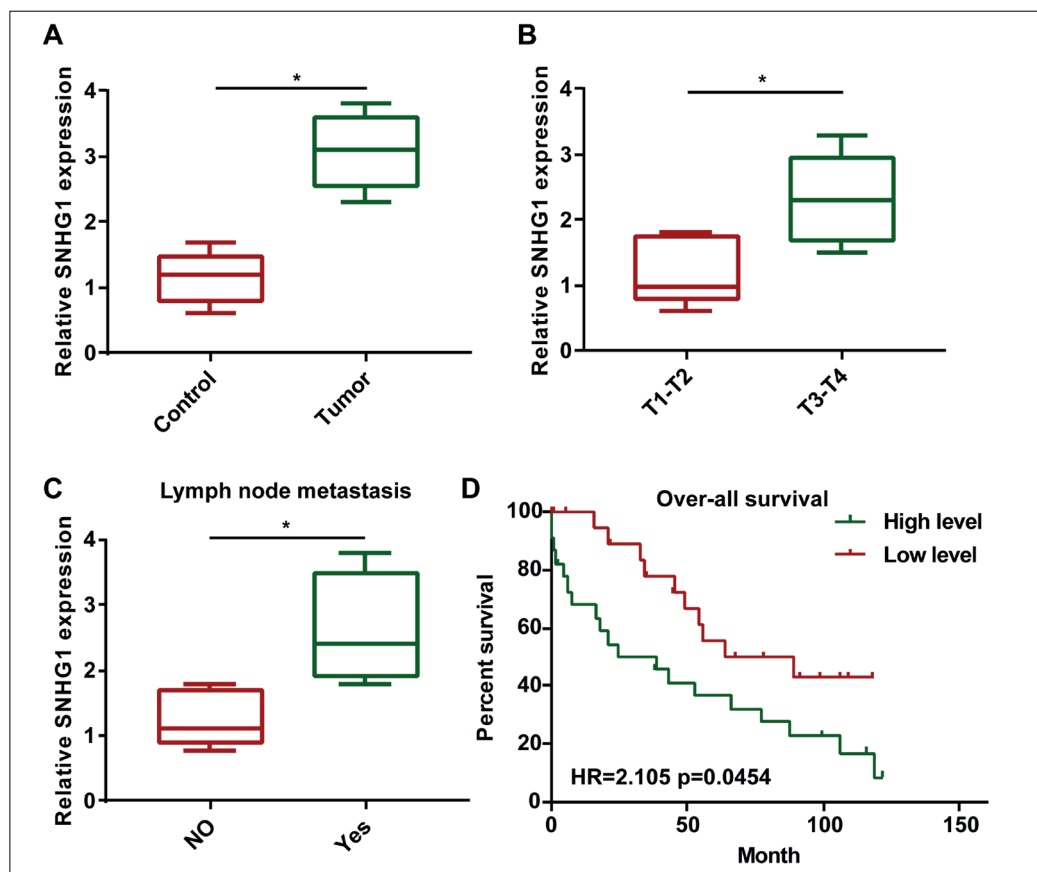 A
Relative SNHG1 expression
4
3
2
1
0
*
Control
Tumor
B
Relative SNHG1 expression
4
3
2
1
0
*
T1-T2
T3-T4
C
Lymph node metastasis
Relative SNHG1 expression
4
3
2
1
0
*
NO
Yes
D
Over-all survival
High level
Low level
Percent survival
100
80
60
40
20
0
HR=2.105 p=0.0454
0
50
100
150
Month